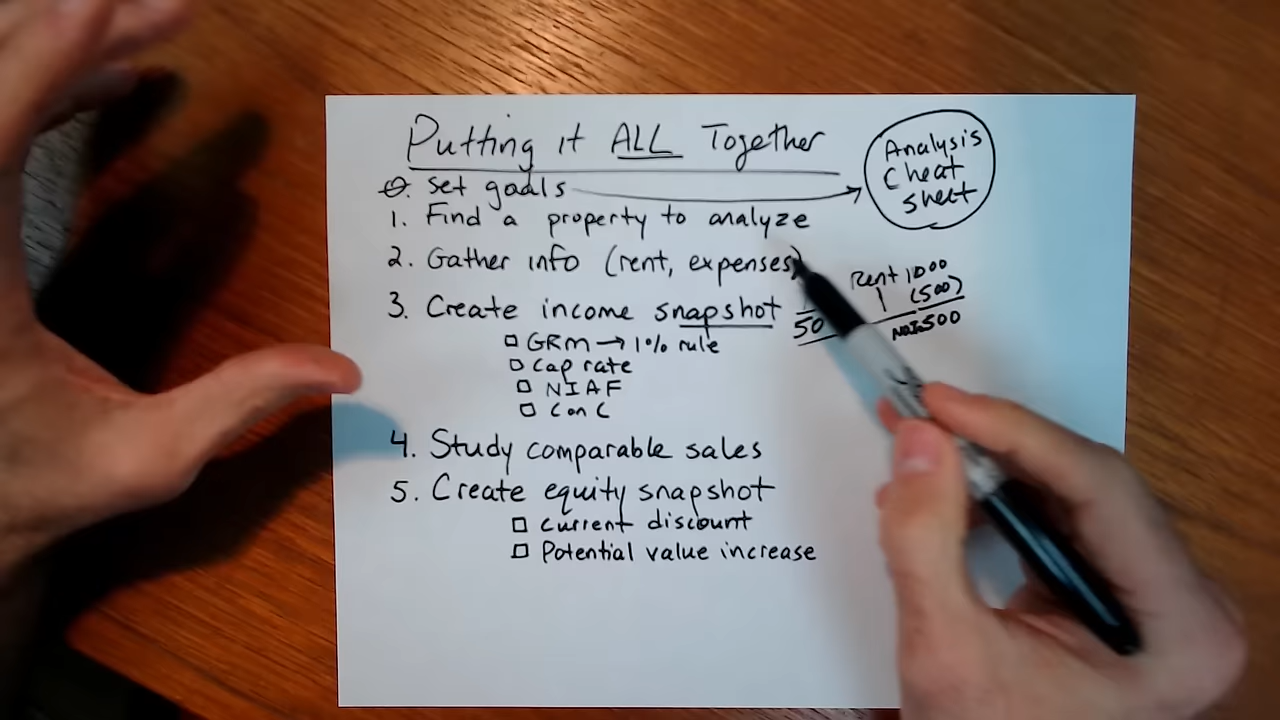 Putting it ALL Together
0. Set goals
Analysis
Cheat
Sheet
1. Find a property to analyze
2. Gather info (rent, expenses)
Rent 1000
(500)
NOI 500
50
3. Create income snapshot
GRM → 1% rule
Cap rate
NIAF
Con C
4. Study comparable sales
5. Create equity snapshot
Current discount
Potential value increase